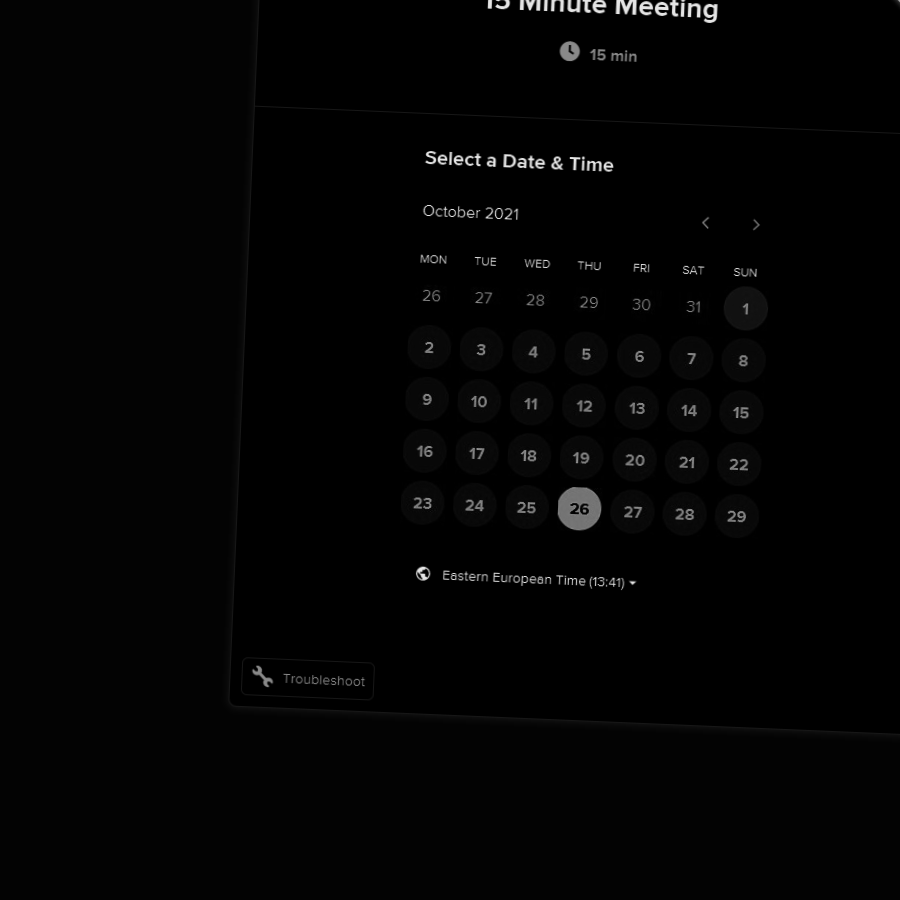 15 Minute Meeting
15 min
Select a Date & Time
October 2021
MON TUE WED THU FRI SAT SUN
26 27 28 29 30 31 1
2 3 4 5 6 7 8
9 10 11 12 13 14 15
16 17 18 19 20 21 22
23 24 25 26 27 28 29
Eastern European Time (13:41)
Troubleshoot